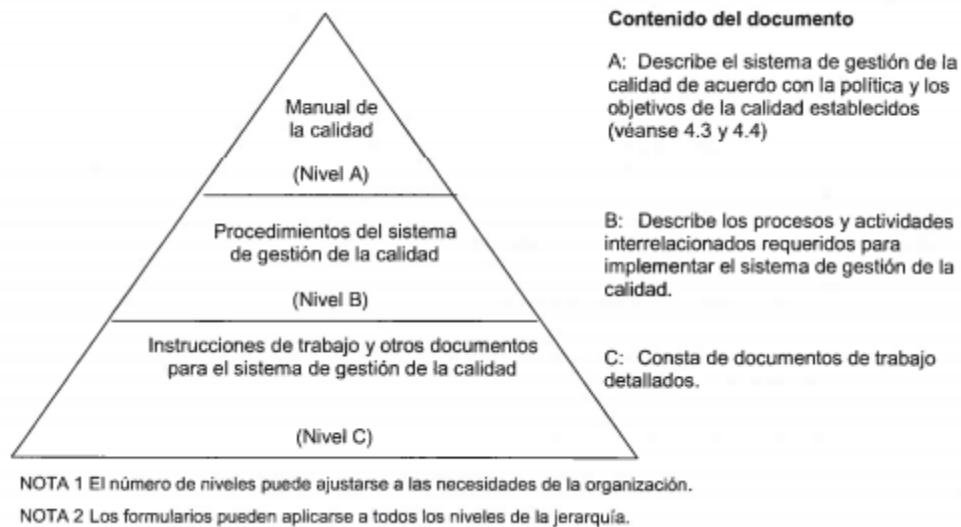 Manual de
la calidad
(Nivel A)
Procedimientos del sistema
de gestión de la calidad
(Nivel B)
Instrucciones de trabajo y otros documentos
para el sistema de gestión de la calidad
(Nivel C)
Contenido del documento
A: Describe el sistema de gestión de la
calidad de acuerdo con la política y los
objetivos de la calidad establecidos
(véanse 4.3 y 4.4)
B: Describe los procesos y actividades
interrelacionados requeridos para
implementar el sistema de gestión de la
calidad.
C: Consta de documentos de trabajo
detallados.
NOTA 1 El número de niveles puede ajustarse a las necesidades de la organización.
NOTA 2 Los formularios pueden aplicarse a todos los niveles de la jerarquía.